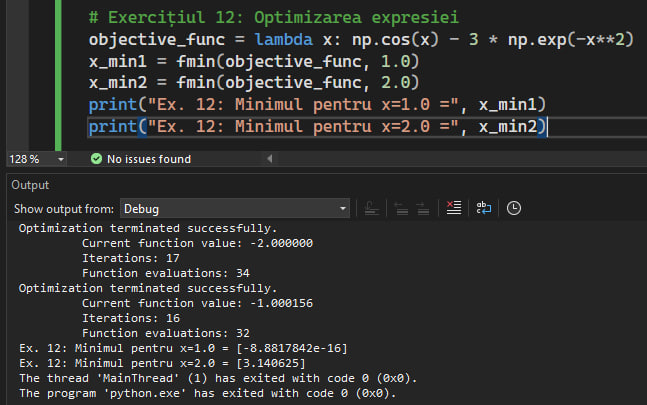 # Exercițiul 12: Optimizarea expresiei
objective_func = lambda x: np.cos(x) - 3 * np.exp(-x**2)
x_min1 = fmin(objective_func, 1.0)
x_min2 = fmin(objective_func, 2.0)
print("Ex. 12: Minimul pentru x=1.0 =", x_min1)
print("Ex. 12: Minimul pentru x=2.0 =", x_min2)
128 %
No issues found
Output
Show output from: Debug
Optimization terminated successfully.
Current function value: -2.000000
Iterations: 17
Function evaluations: 34
Optimization terminated successfully.
Current function value: -1.000156
Iterations: 16
Function evaluations: 32
Ex. 12: Minimul pentru x=1.0 = [-8.8817842e-16]
Ex. 12: Minimul pentru x=2.0 = [3.140625]
The thread 'MainThread' (1) has exited with code 0 (0x0).
The program 'python.exe' has exited with code 0 (0x0).